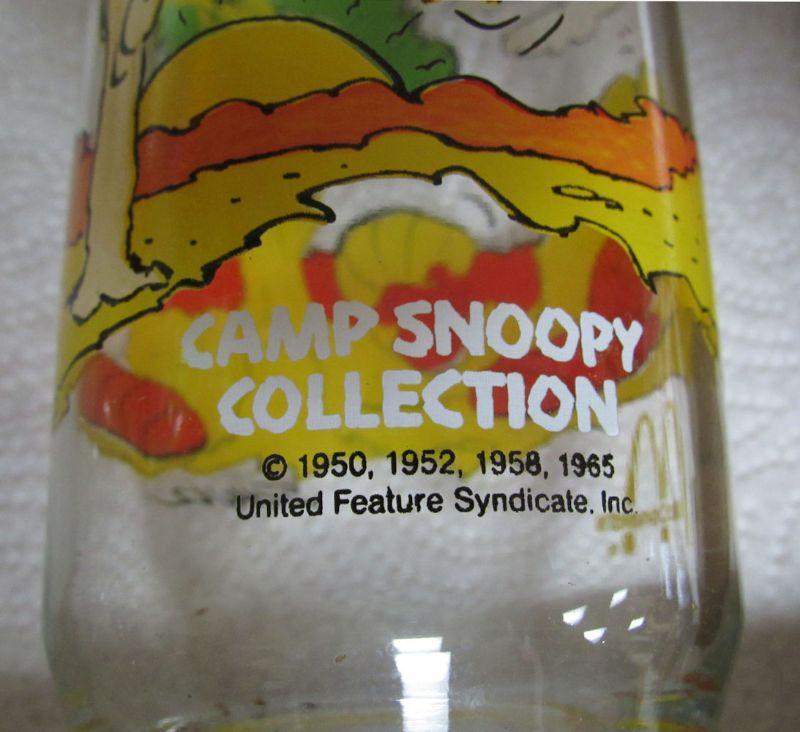 CAMP SNOOPY
COLLECTION
© 1950, 1952, 1958, 1965
United Feature Syndicate, Inc.